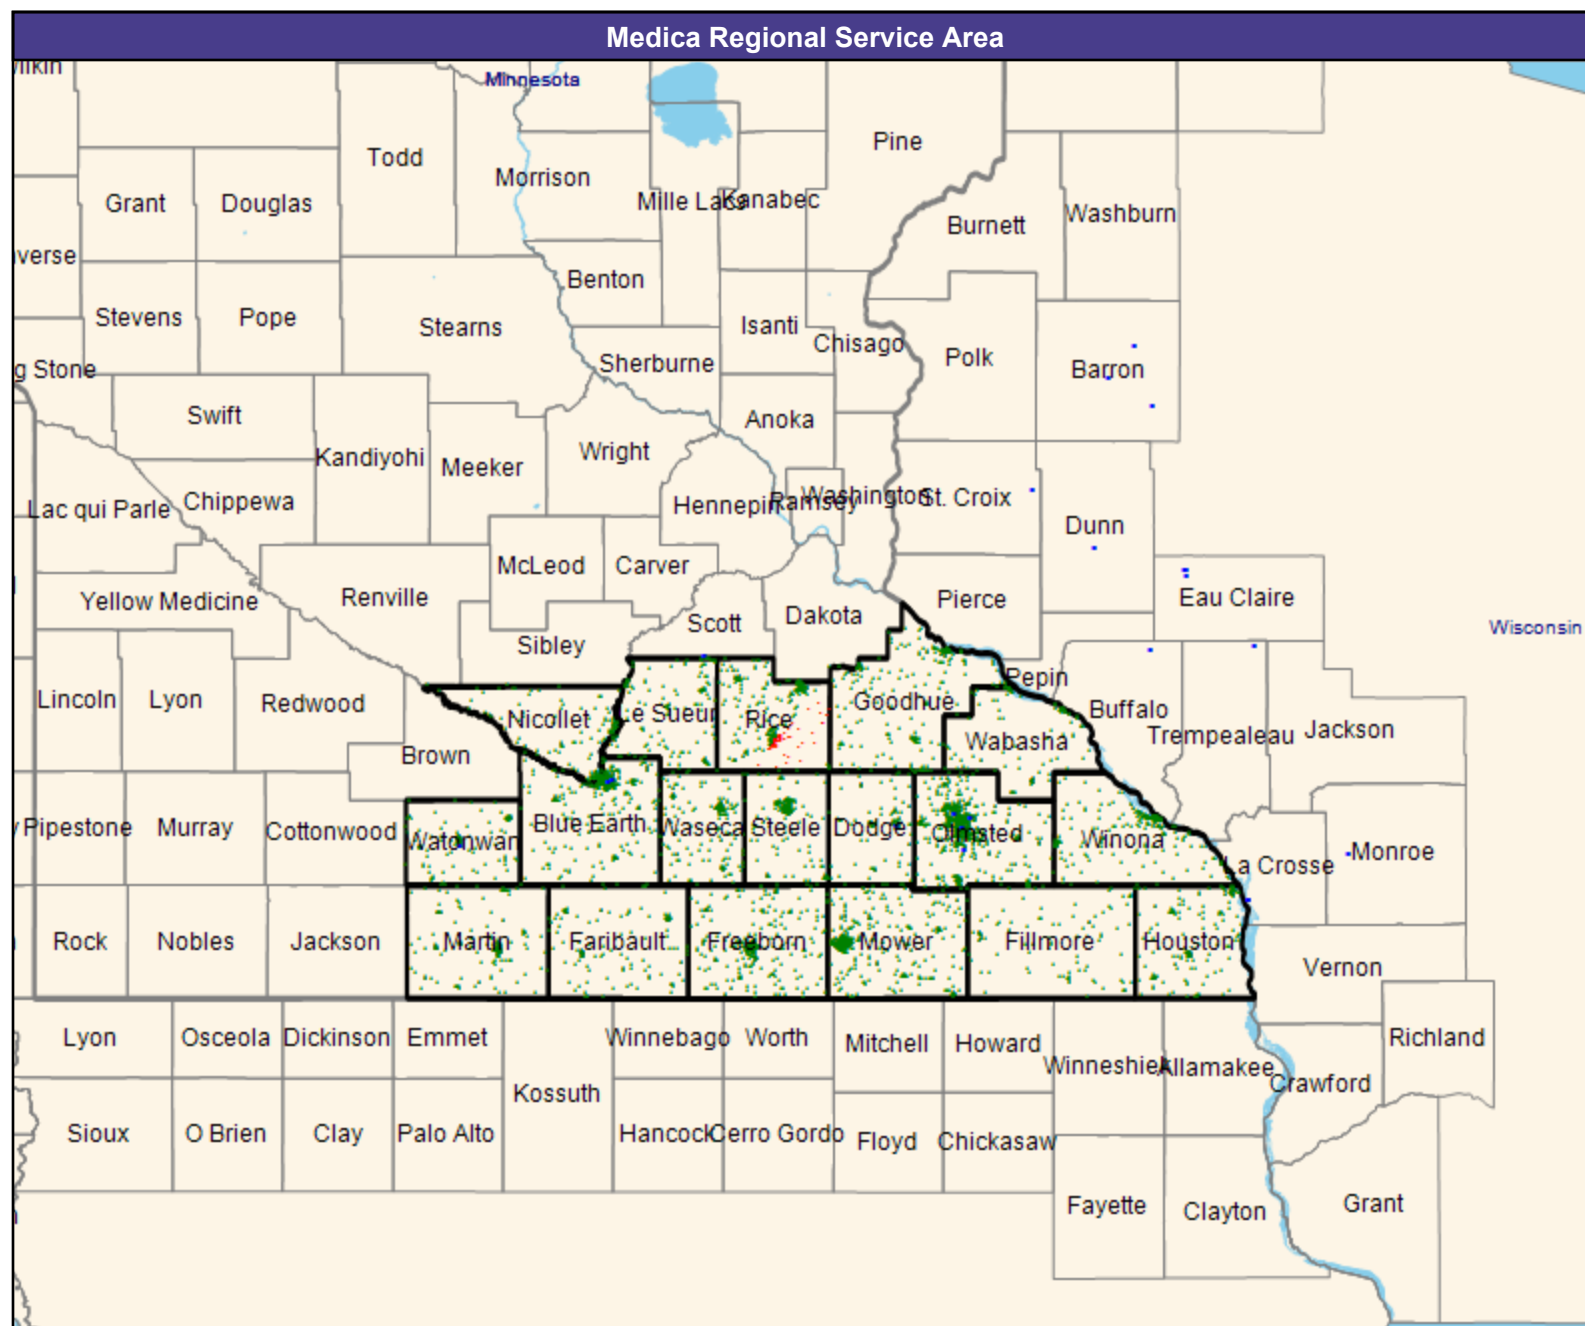 Medica Regional Service Area
Minnesota
Pine
Todd
Morrison
Grant
Douglas
Mille Lacs
Kanabec
Burnett
Washburn
Benton
Stevens
Pope
Stearns
Isanti
Chisago
Sherburne
Polk
Barron
g Stone
Swift
Anoka
Kandiyohi
Meeker
Wright
Lac qui Parle
Chippewa
Hennepin
Ramsey
Washington
St. Croix
Dunn
McLeod
Carver
Yellow Medicine
Renville
Pierce
Eau Claire
Scott
Dakota
Wisconsin
Sibley
Lincoln
Lyon
Redwood
Pepin
Nicollet
Le Sueur
Rice
Goodhue
Buffalo
Trempealeau
Jackson
Brown
Wabasha
Pipestone
Murray
Cottonwood
Watonwan
Blue Earth
Waseca
Steele
Dodge
Olmsted
Winona
La Crosse
Monroe
Rock
Nobles
Jackson
Martin
Faribault
Freeborn
Mower
Fillmore
Houston
Vernon
Lyon
Osceola
Dickinson
Emmet
Winnebago
Worth
Mitchell
Howard
Richland
Kossuth
Winneshiek
Allamakee
Crawford
Sioux
O Brien
Clay
Palo Alto
Hancock
Cerro Gordo
Floyd
Chickasaw
Fayette
Clayton
Grant